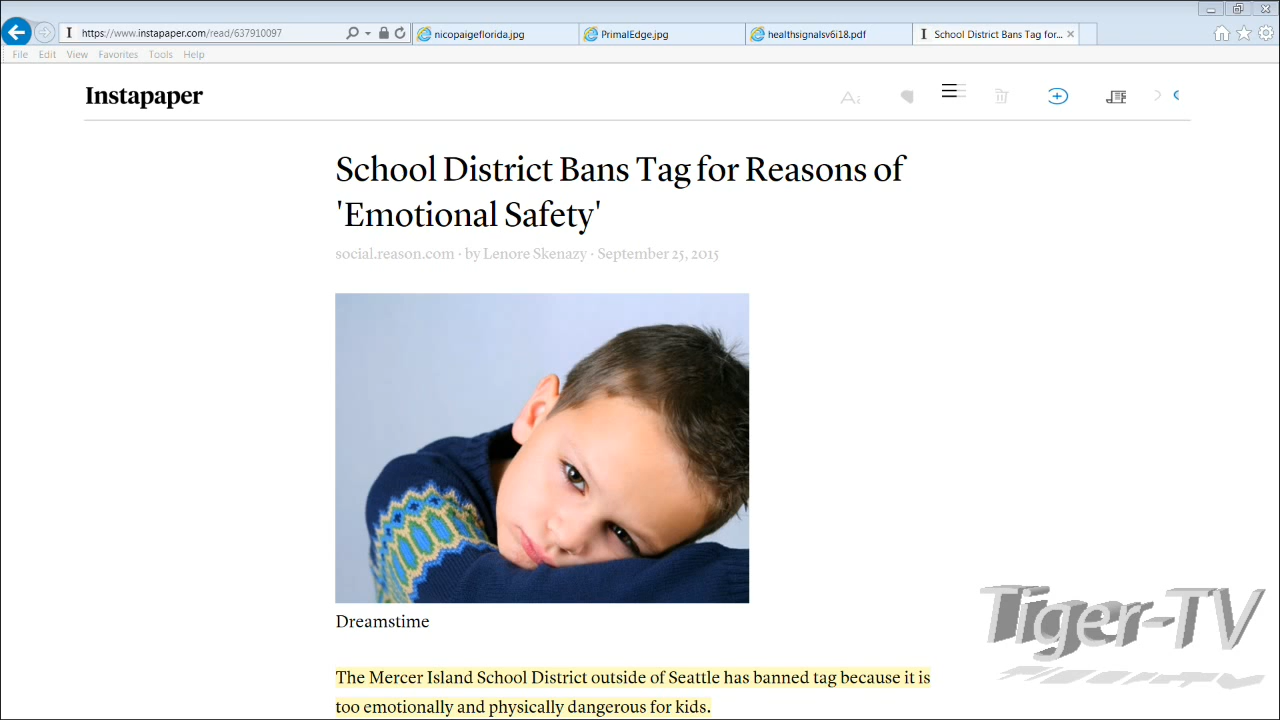 https://www.instapaper.com/read/637910097
nicopaigeflorida.jpg
PrimalEdge.jpg
healthsignalsv6i18.pdf
School District Bans Tag for...
File Edit View Favorites Tools Help
Instapaper
School District Bans Tag for Reasons of
'Emotional Safety'
social.reason.com · by Lenore Skenazy · September 25, 2015
Dreamstime
Tiger-TV
The Mercer Island School District outside of Seattle has banned tag because it is
too emotionally and physically dangerous for kids.